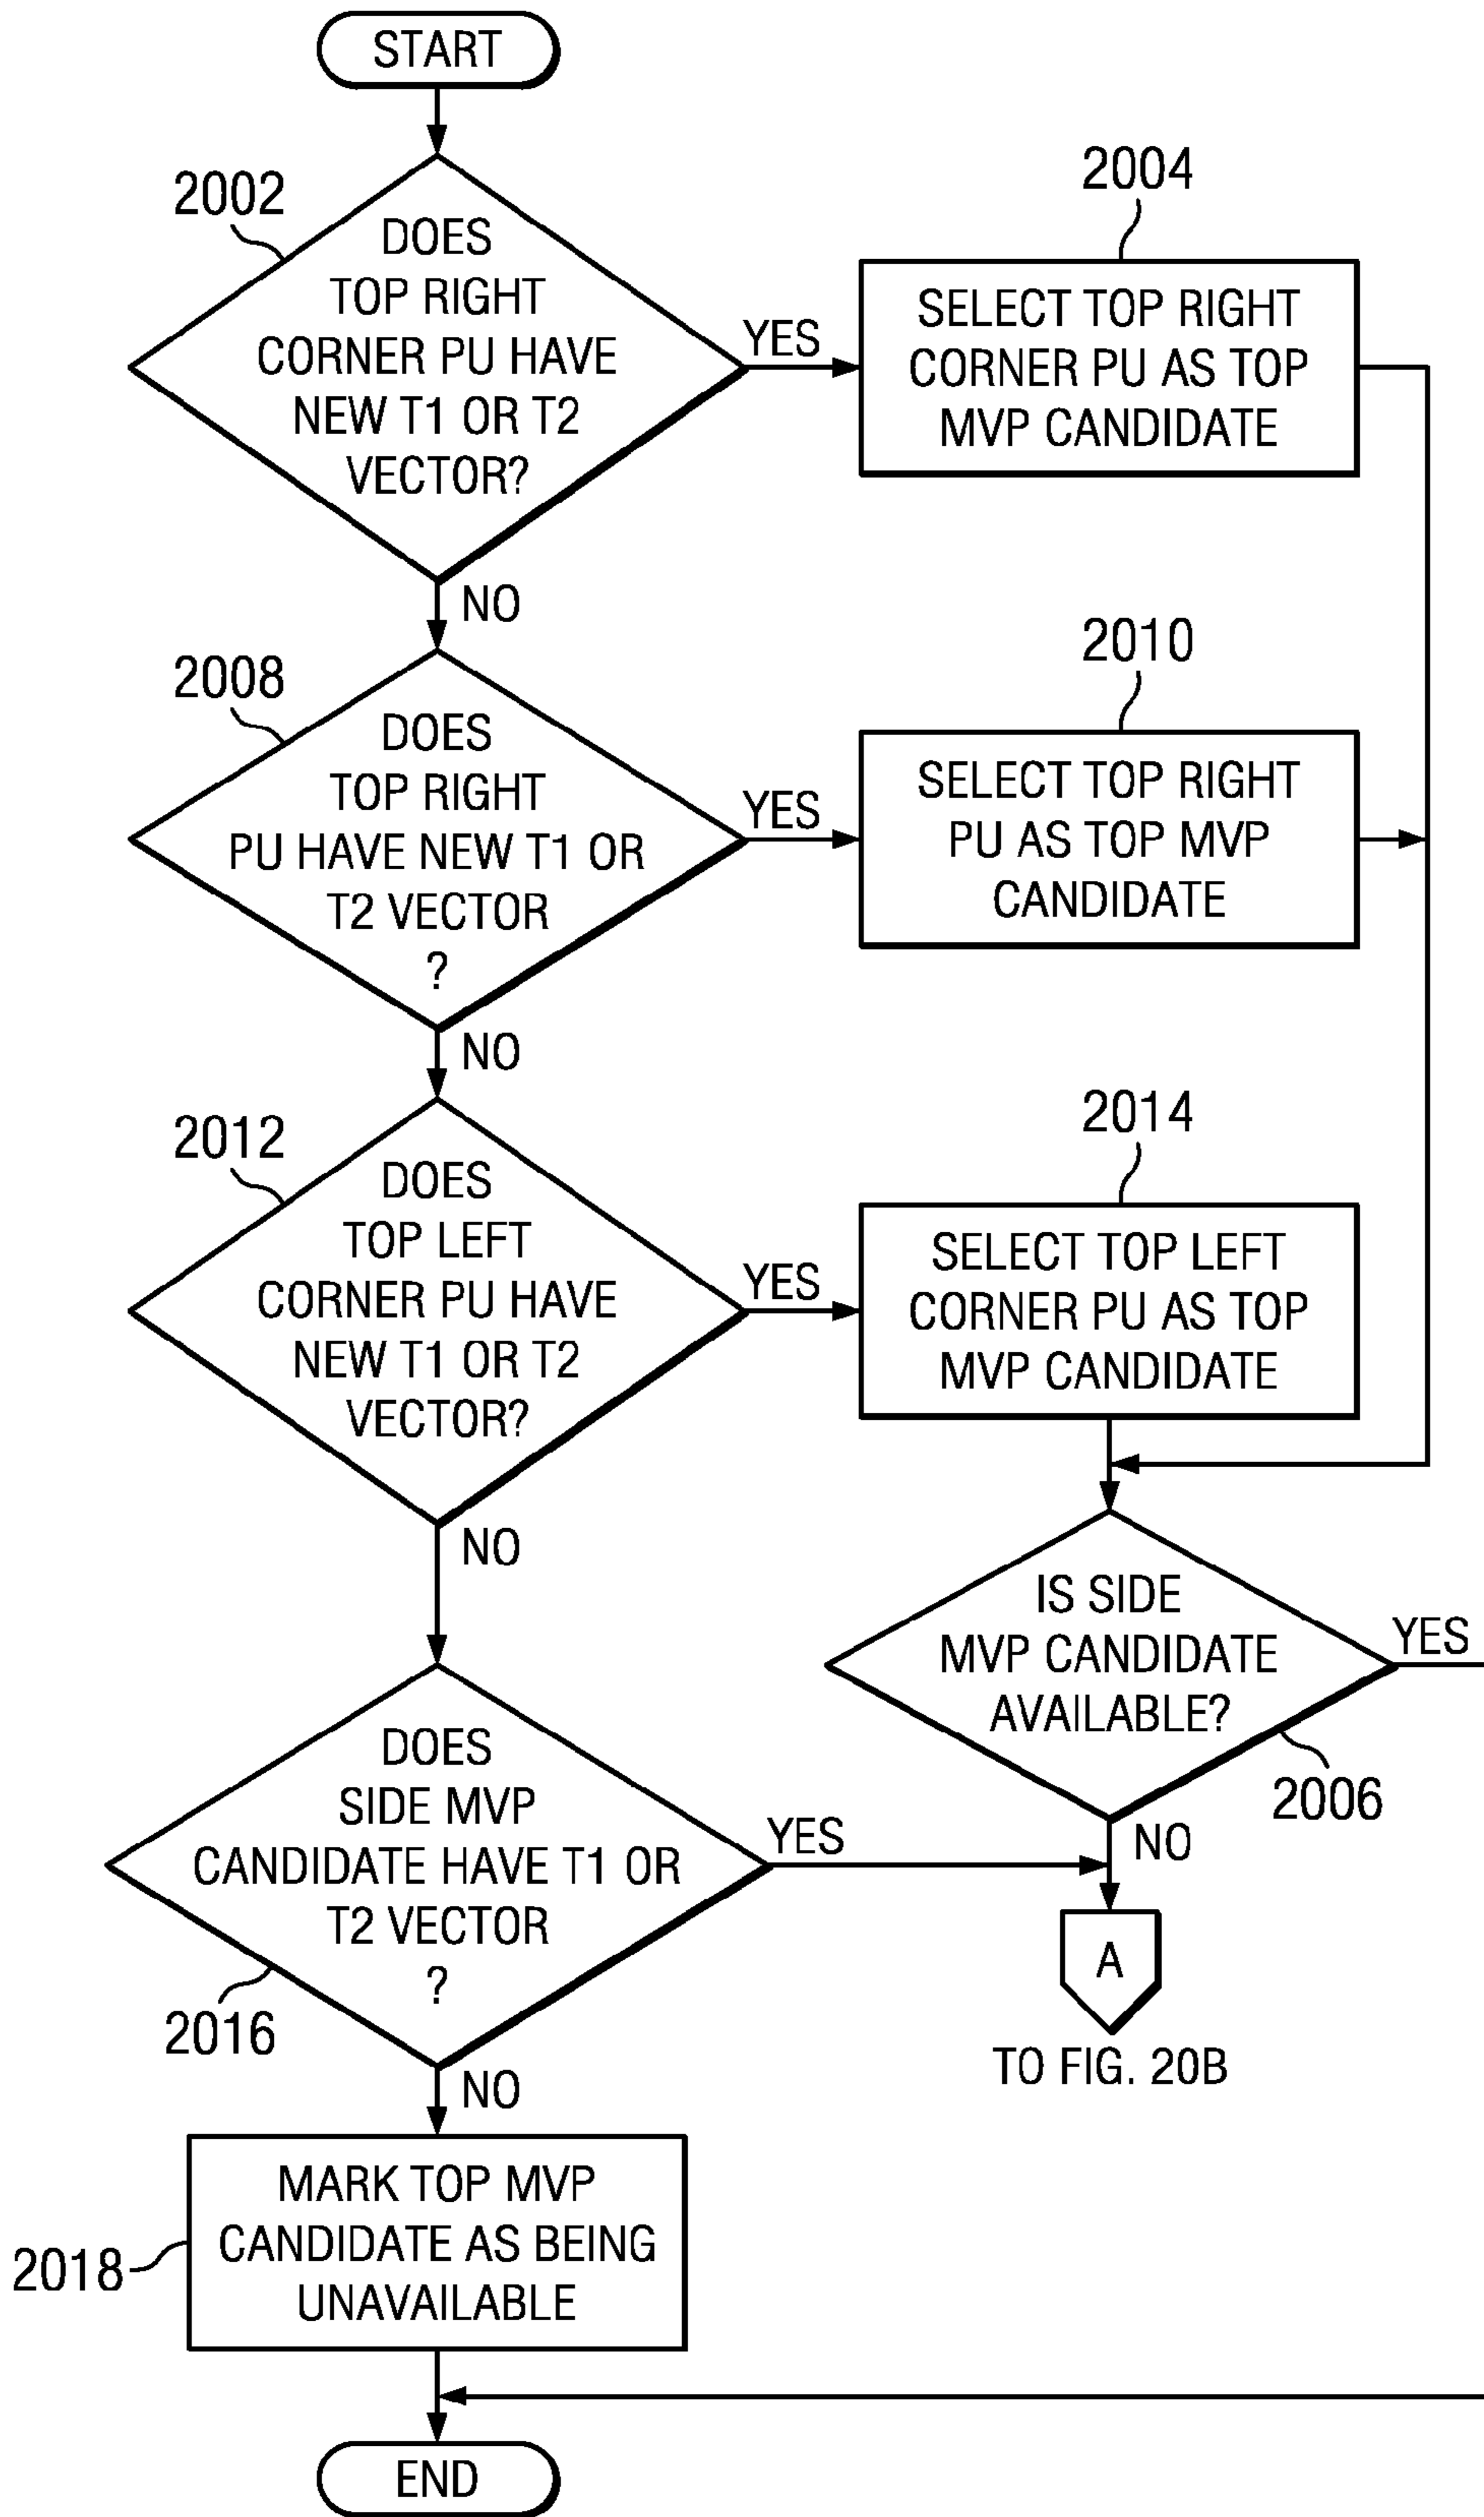 START
2002
DOES
TOP RIGHT
CORNER PU HAVE
NEW T1 OR T2
VECTOR?
YES
2004
SELECT TOP RIGHT
CORNER PU AS TOP
MVP CANDIDATE
NO
2008
DOES
TOP RIGHT
PU HAVE NEW T1 OR
T2 VECTOR
?
YES
2010
SELECT TOP RIGHT
PU AS TOP MVP
CANDIDATE
NO
2012
DOES
TOP LEFT
CORNER PU HAVE
NEW T1 OR T2
VECTOR?
YES
2014
SELECT TOP LEFT
CORNER PU AS TOP
MVP CANDIDATE
NO
IS SIDE
MVP CANDIDATE
AVAILABLE?
YES
2006
NO
DOES
SIDE MVP
CANDIDATE HAVE T1 OR
T2 VECTOR
?
YES
2016
A
TO FIG. 20B
NO
2018
MARK TOP MVP
CANDIDATE AS BEING
UNAVAILABLE
END